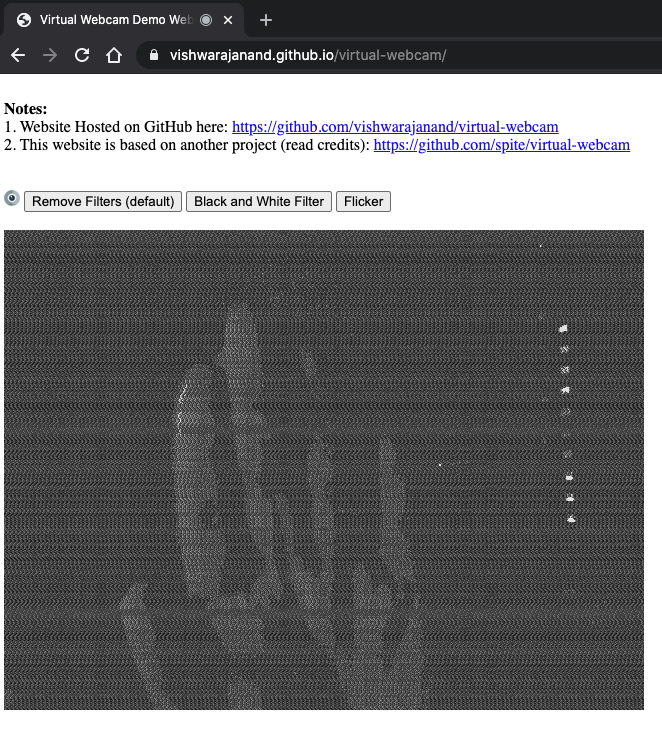 Virtual Webcam Demo Web
vishwarajanand.github.io/virtual-webcam/
Notes:
1. Website Hosted on GitHub here: https://github.com/vishwarajanand/virtual-webcam
2. This website is based on another project (read credits): https://github.com/spite/virtual-webcam
Remove Filters (default) Black and White Filter Flicker